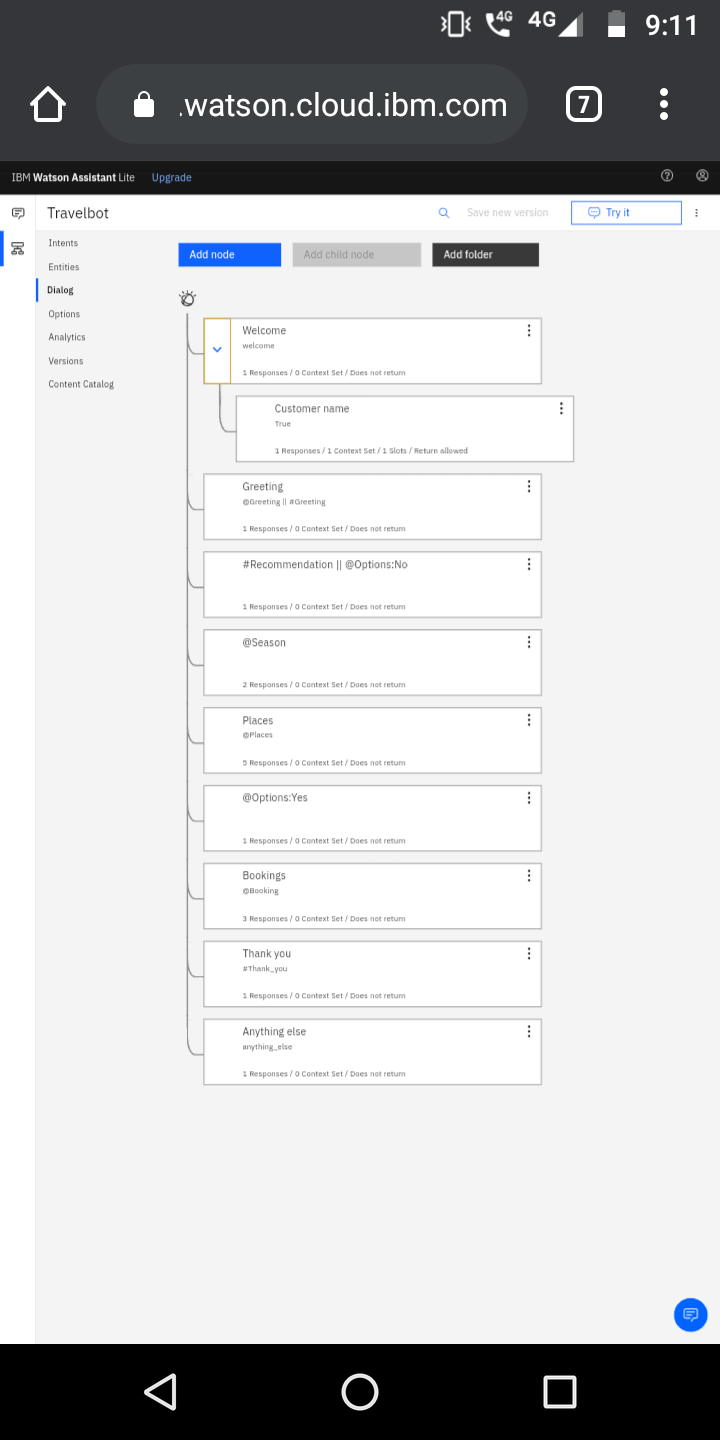 4G 4G 9:11
.watson.cloud.ibm.com 7
IBM Watson Assistant Lite Upgrade
Travelbot Save new version Try it
Intents
Entities
Dialog
Options
Analytics
Versions
Content Catalog
Add node Add child node Add folder
Welcome
welcome
1 Responses / 0 Context Set / Does not return
Customer name
True
1 Responses / 1 Context Set / 1 Slots / Return allowed
Greeting
@Greeting || #Greeting
1 Responses / 0 Context Set / Does not return
#Recommendation || @Options:No
1 Responses / 0 Context Set / Does not return
@Season
2 Responses / 0 Context Set / Does not return
Places
@Places
5 Responses / 0 Context Set / Does not return
@Options:Yes
1 Responses / 0 Context Set / Does not return
Bookings
@Booking
3 Responses / 0 Context Set / Does not return
Thank you
#Thank_you
1 Responses / 0 Context Set / Does not return
Anything else
anything_else
1 Responses / 0 Context Set / Does not return